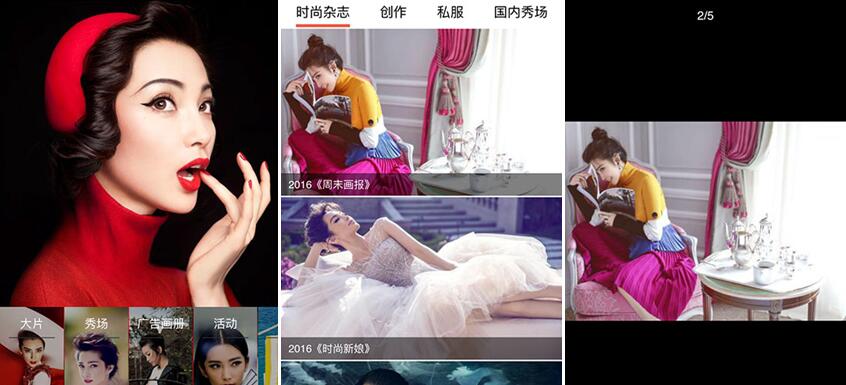 大片 秀场 广告画册 活动
时尚杂志 创作 私服 国内秀场
2016《周末画报》
2016《时尚新娘》
2/5